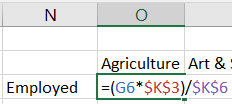 N O
Agriculture Art &
Employed =(G6*$K$3)/$K$6